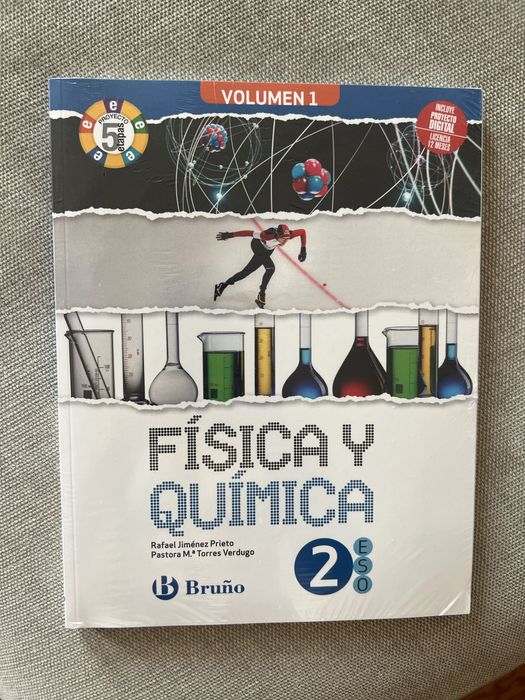 VOLUMEN 1
PROYECTO
5
etapas
e
e
e
e
e
INCLUYE
PROYECTO
DIGITAL
LICENCIA
12 MESES
FÍSICA Y
QUÍMICA
Rafael Jiménez Prieto
Pastora M.ª Torres Verdugo
2
ESO
B Bruño